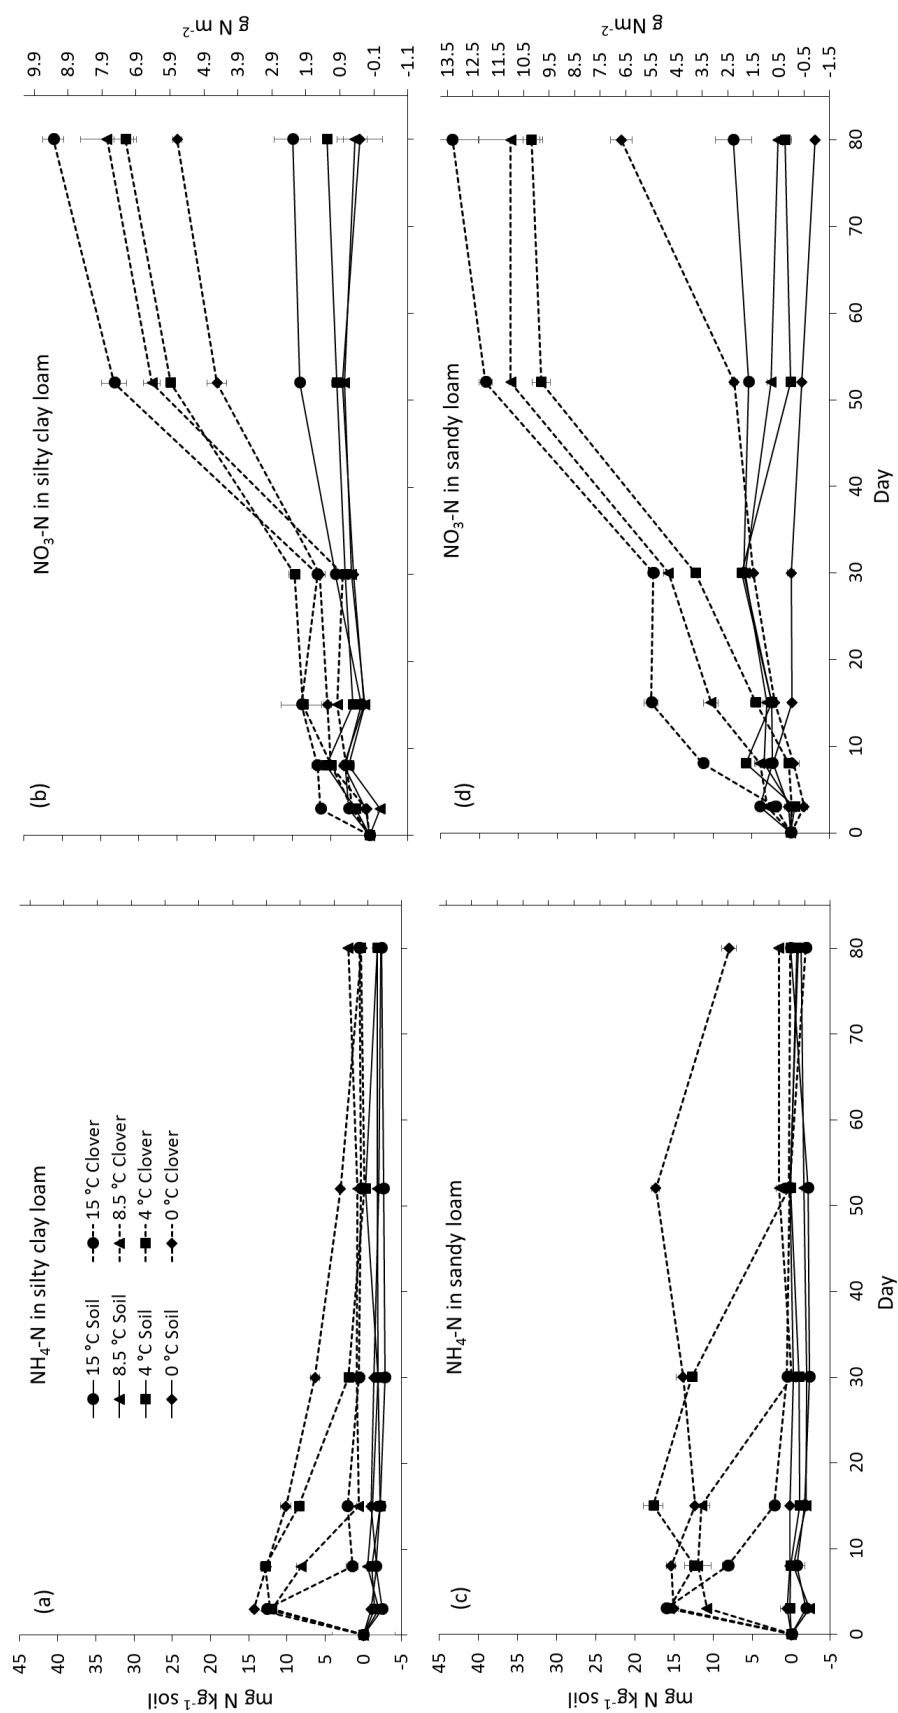 (a)
NH₄-N in silty clay loam
45
40
35
30
25
20
15
10
5
0
-5
mg N kg⁻¹ soil
15 °C Soil
15 °C Clover
8.5 °C Soil
8.5 °C Clover
4 °C Soil
4 °C Clover
0 °C Soil
0 °C Clover
(b)
NO₃-N in silty clay loam
9.9
8.9
7.9
6.9
5.9
4.9
3.9
2.9
1.9
0.9
-0.1
-1.1
g N m⁻²
(c)
NH₄-N in sandy loam
45
40
35
30
25
20
15
10
5
0
-5
mg N kg⁻¹ soil
0 10 20 30 40 50 60 70 80
Day
(d)
NO₃-N in sandy loam
13.5
12.5
11.5
10.5
9.5
8.5
7.5
6.5
5.5
4.5
3.5
2.5
1.5
0.5
-0.5
-1.5
g Nm⁻²
0 10 20 30 40 50 60 70 80
Day